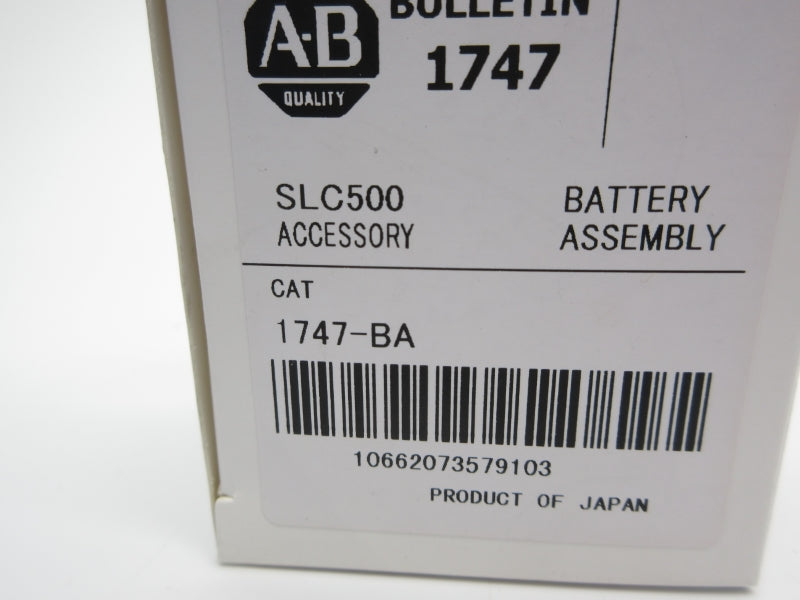 A-B
QUALITY
BULLETIN
1747
SLC500
ACCESSORY
BATTERY
ASSEMBLY
CAT
1747-BA
10662073579103
PRODUCT OF JAPAN